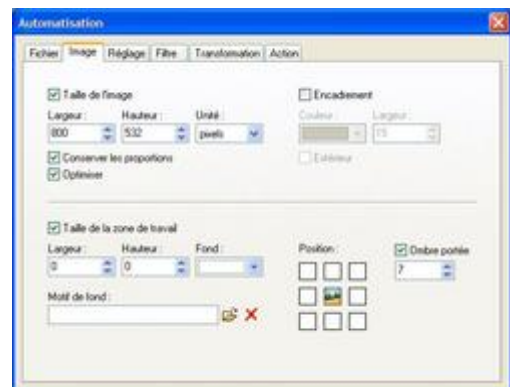 Automatisation
Fichier Image Réglage Filtre Transformation Action
Taille de l'image
Encadrement
Largeur : Hauteur : Unité :
Couleur : Largeur :
800 532 pixels
15
Conserver les proportions
Extérieur
Optimiser
Taille de la zone de travail
Largeur : Hauteur : Fond :
Position :
Ombre portée
0 0
7
Motif de fond :